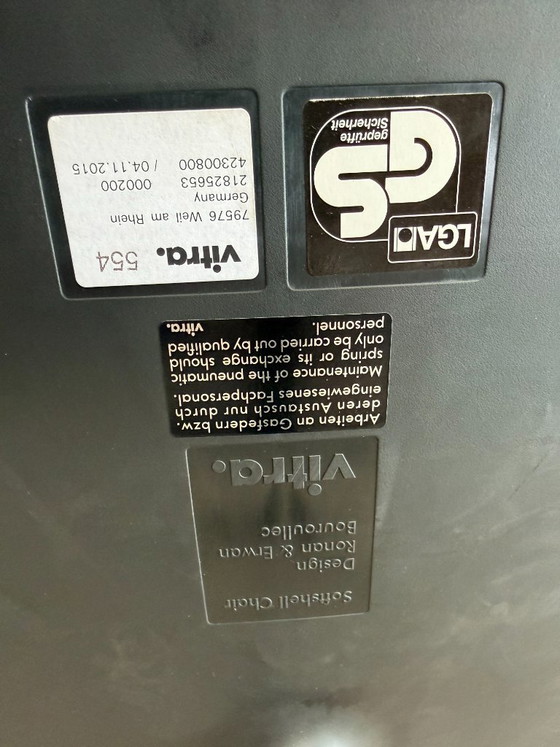 Softshell Chair
Design
Ronan & Erwan
Bouroullec
vitra.
Arbeiten an Gasfedern bzw.
deren Austausch nur durch
eingewiesenes Fachpersonal.
Maintenance of the pneumatic
spring or its exchange should
only be carried out by qualified
personnel. vitra.
LGA
GS
geprüfte
Sicherheit
vitra. 554
79576 Weil am Rhein
Germany
21825653 000200
42300800 / 04.11.2015